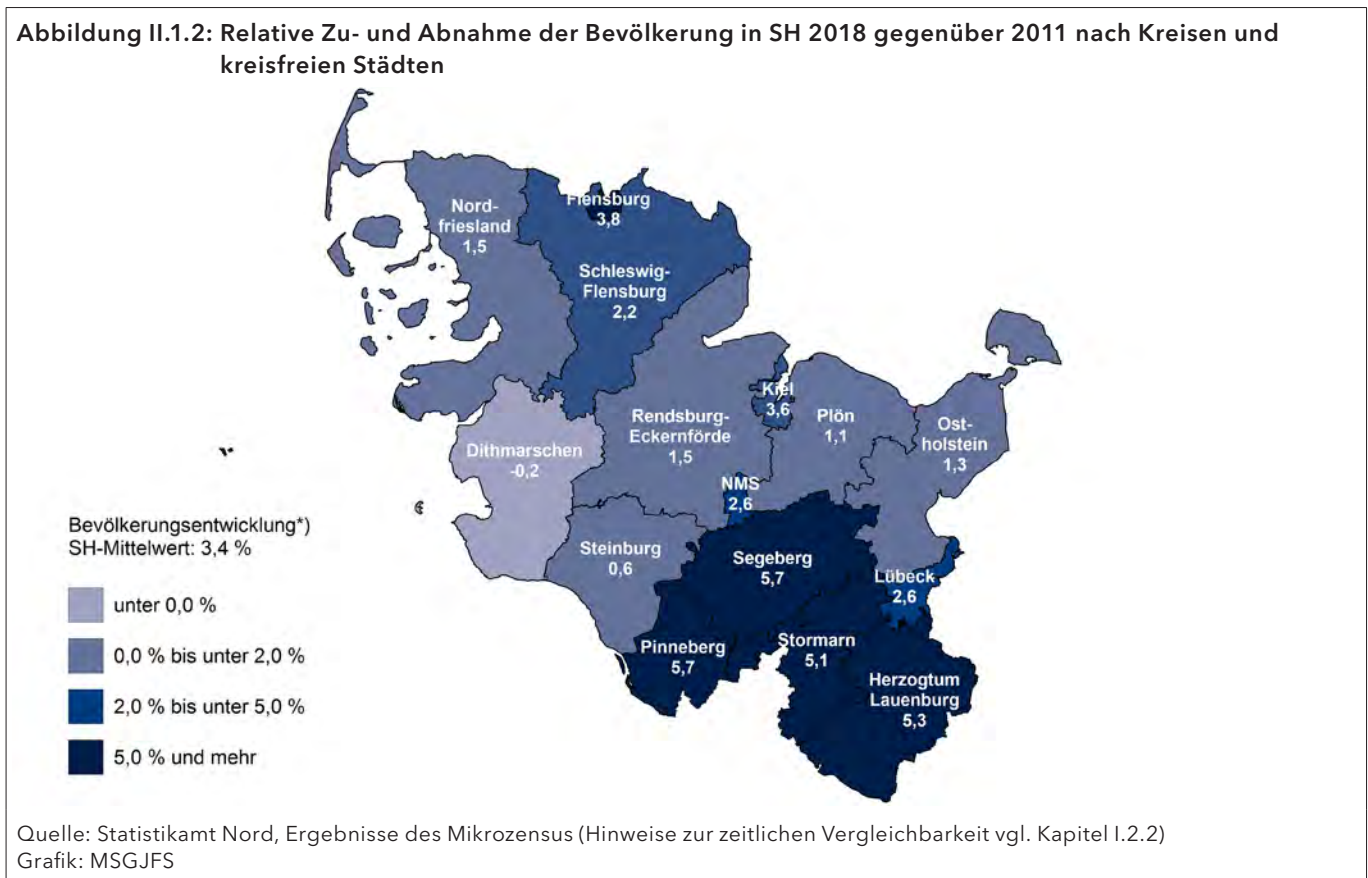 Abbildung II.1.2: Relative Zu- und Abnahme der Bevölkerung in SH 2018 gegenüber 2011 nach Kreisen und
kreisfreien Städten
Nord-
friesland
1,5
Flensburg
3,8
Schleswig-
Flensburg
2,2
Kiel
3,6
Rendsburg-
Eckernförde
1,5
Plön
1,1
Ost-
holstein
1,3
Dithmarschen
-0,2
NMS
2,6
Steinburg
0,6
Segeberg
5,7
Lübeck
2,6
Pinneberg
5,7
Stormarn
5,1
Herzogtum
Lauenburg
5,3
Bevölkerungsentwicklung*)
SH-Mittelwert: 3,4 %
unter 0,0 %
0,0 % bis unter 2,0 %
2,0 % bis unter 5,0 %
5,0 % und mehr
Quelle: Statistikamt Nord, Ergebnisse des Mikrozensus (Hinweise zur zeitlichen Vergleichbarkeit vgl. Kapitel I.2.2)
Grafik: MSGJFS